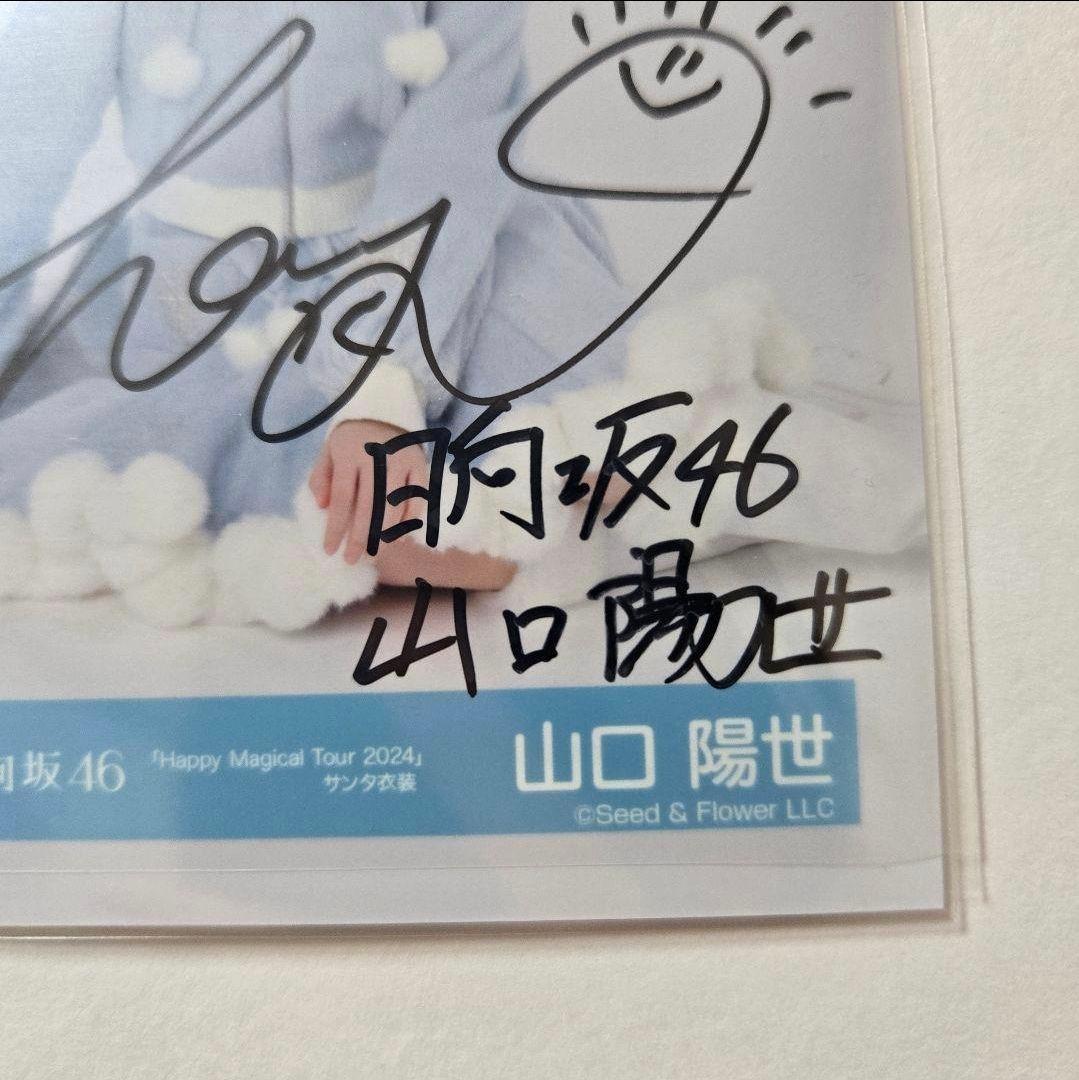 日向坂46
山口陽世
向坂46
「Happy Magical Tour 2024」
サンタ衣装
山口 陽世
©Seed & Flower LLC